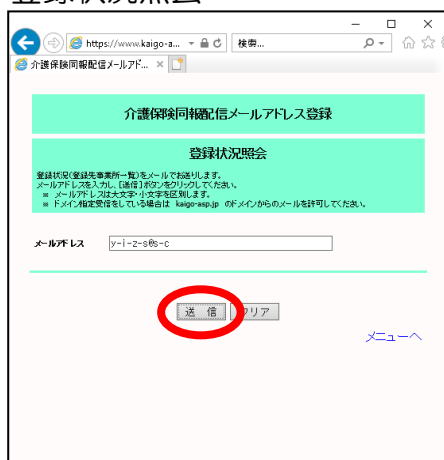 登録状況照会
https://www.kaigo-a...
検索...
介護保険同報配信メールアド...
介護保険同報配信メールアドレス登録
登録状況照会
登録状況(登録先事業所一覧)をメールでお送りします。
メールアドレスを入力し、[送信]ボタンをクリックしてください。
※ メールアドレスは大文字・小文字を区別します。
※ ドメイン指定受信をしている場合は kaigo-asp.jp のドメインからのメールを許可してください。
メールアドレス y-i-z-s@s-c
送 信 クリア
メニューへ